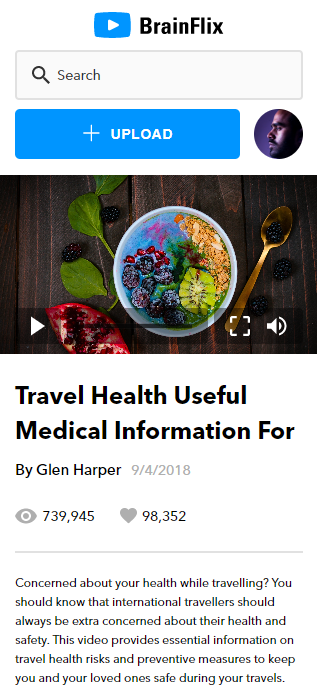 BrainFlix
Search
UPLOAD
Travel Health Useful
Medical Information For
By Glen Harper 9/4/2018
739,945 98,352
Concerned about your health while travelling? You
should know that international travellers should
always be extra concerned about their health and
safety. This video provides essential information on
travel health risks and preventive measures to keep
you and your loved ones safe during your travels.